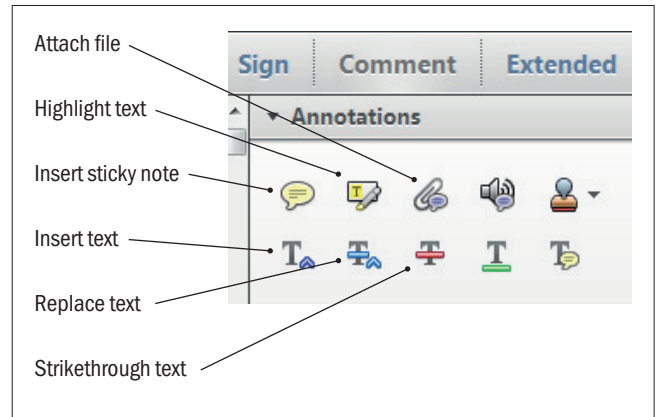 Attach file
Sign Comment Extended
Highlight text
Annotations
Insert sticky note
Insert text
Replace text
Strikethrough text